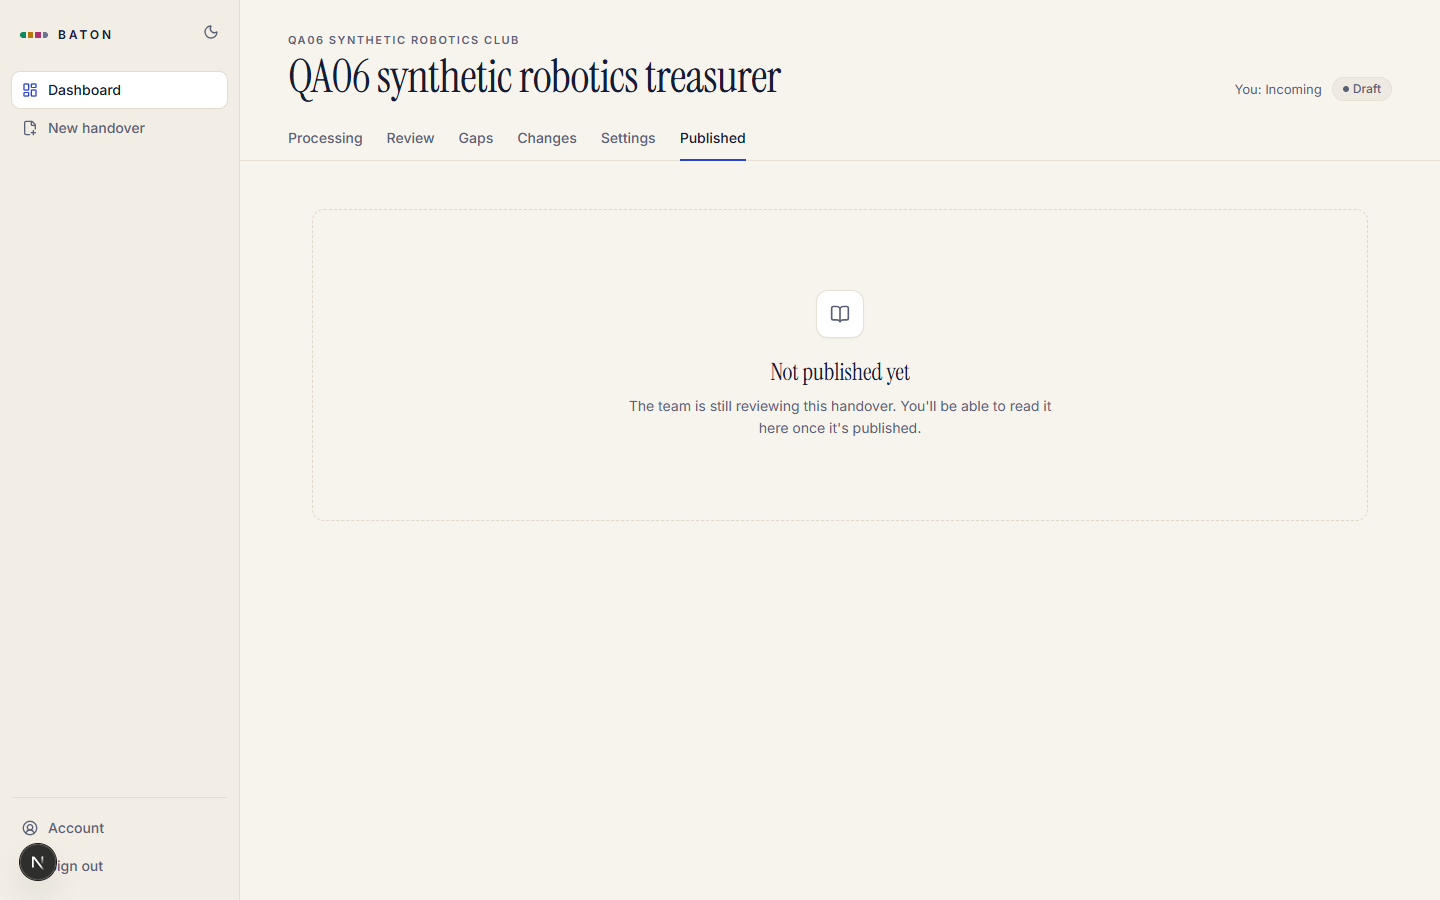 BATON
Dashboard
New handover
QA06 SYNTHETIC ROBOTICS CLUB
QA06 synthetic robotics treasurer
You: Incoming
Draft
Processing
Review
Gaps
Changes
Settings
Published
Not published yet
The team is still reviewing this handover. You'll be able to read it
here once it's published.
Account
N
ign out